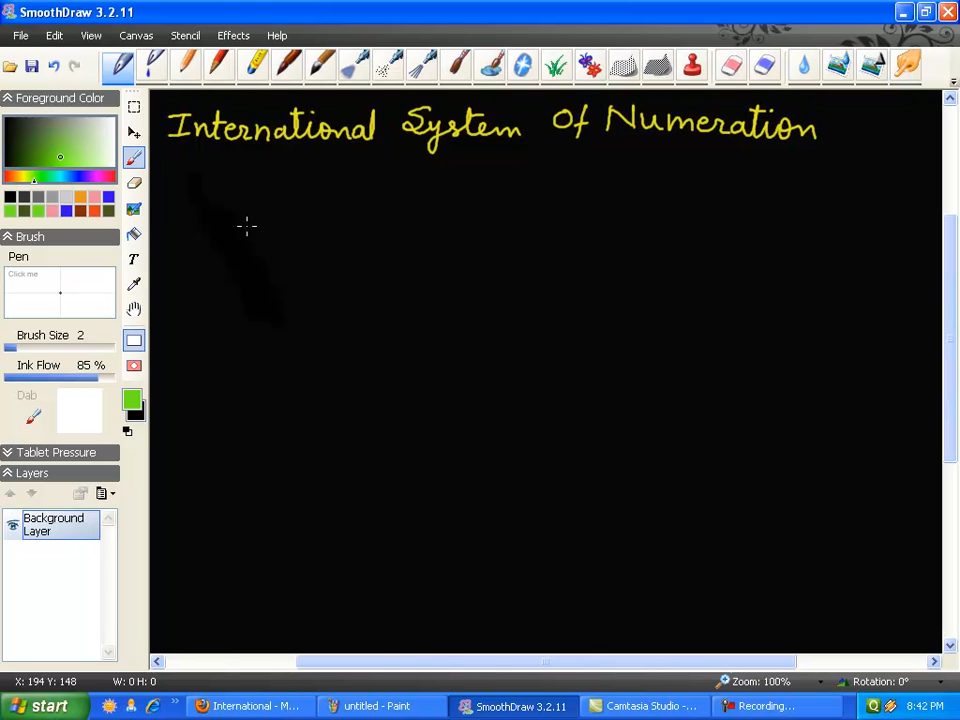 SmoothDraw 3.2.11
File Edit View Canvas Stencil Effects Help
Foreground Color
International System Of Numeration
Brush
Pen
Click me
Brush Size 2
Ink Flow 85 %
Dab
Tablet Pressure
Layers
Background
Layer
X: 194 Y: 148 W: 0 H: 0 Zoom: 100% Rotation: 0°
start International - M... untitled - Paint SmoothDraw 3.2.11 Camtasia Studio -... Recording... 8:42 PM